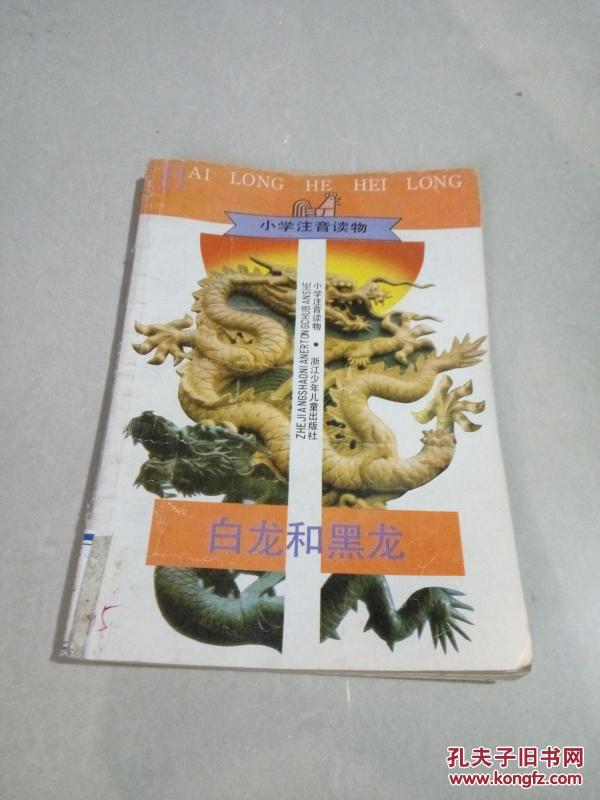 BAI LONG HE HEI LONG
小学注音读物
小学注音读物 • 浙江少年儿童出版社
ZHEJIANGSHAONIANERTONGCHUBANSHE
白龙和黑龙
5
孔夫子旧书网
www.kongfz.com